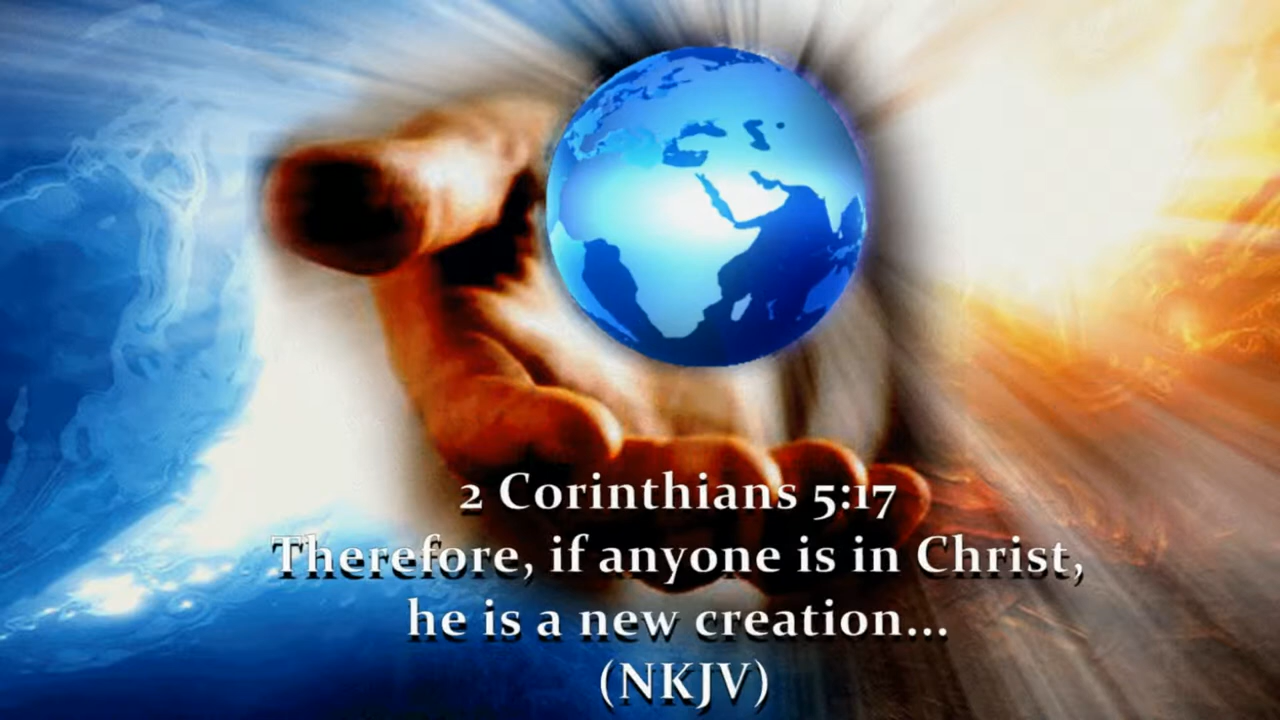 2 Corinthians 5:17
Therefore, if anyone is in Christ,
he is a new creation...
(NKJV)